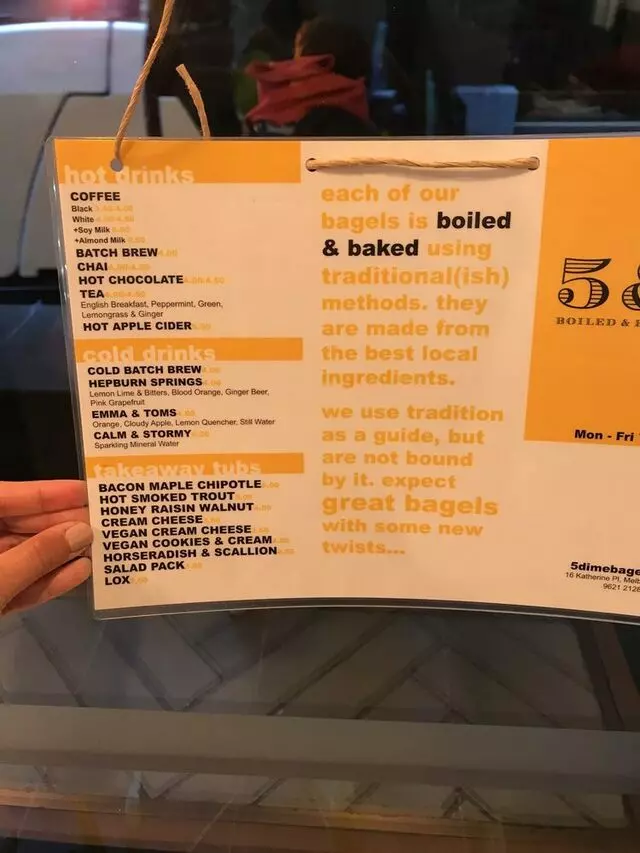 hot drinks
COFFEE
Black
White
+Soy Milk
+Almond Milk
BATCH BREW
CHAI
HOT CHOCOLATE
TEA
English Breakfast, Peppermint, Green,
Lemongrass & Ginger
HOT APPLE CIDER
cold drinks
COLD BATCH BREW
HEPBURN SPRINGS
Lemon Lime & Bitters, Blood Orange, Ginger Beer,
Pink Grapefruit
EMMA & TOMS
Orange, Cloudy Apple, Lemon Quencher, Still Water
CALM & STORMY
Sparkling Mineral Water
takeaway tubs
BACON MAPLE CHIPOTLE
HOT SMOKED TROUT
HONEY RAISIN WALNUT
CREAM CHEESE
VEGAN CREAM CHEESE
VEGAN COOKIES & CREAM
HORSERADISH & SCALLION
SALAD PACK
LOX
each of our
bagels is boiled
& baked using
traditional(ish)
methods. they
are made from
the best local
ingredients.
we use tradition
as a guide, but
are not bound
by it. expect
great bagels
with some new
twists...
5 &
BOILED &
Mon - Fri
5dimebage
16 Katherine Pl, Melb
9621 2128